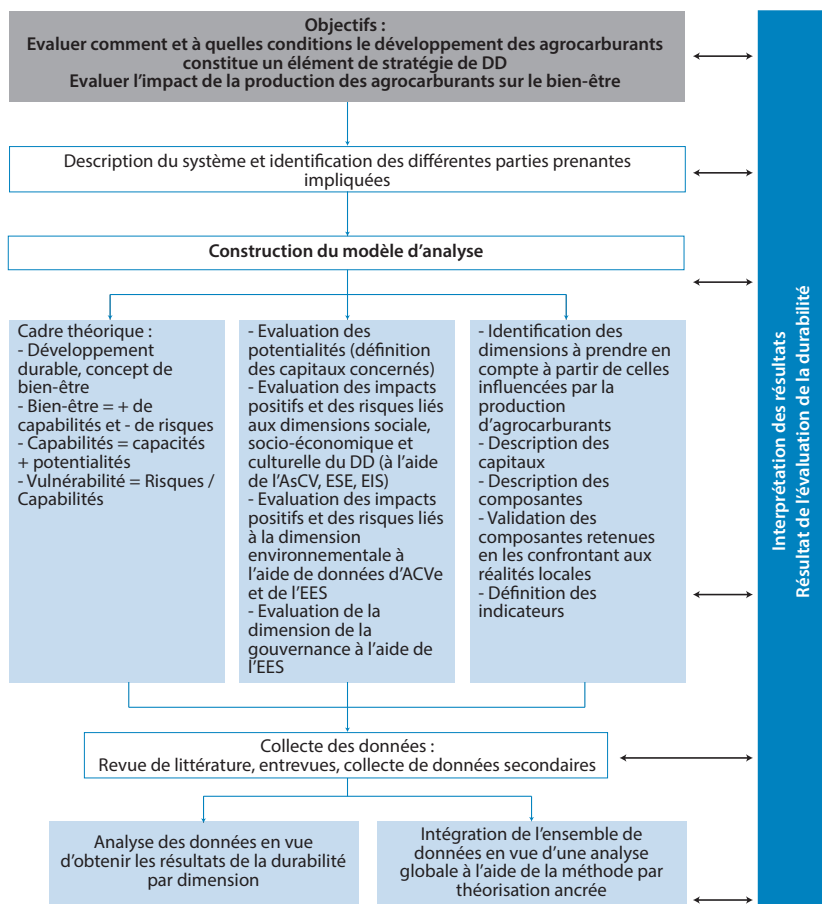 Objectifs :
Evaluer comment et à quelles conditions le développement des agrocarburants
constitue un élément de stratégie de DD
Evaluer l'impact de la production des agrocarburants sur le bien-être
Description du système et identification des différentes parties prenantes
impliquées
Construction du modèle d'analyse
Cadre théorique :
- Développement
durable, concept de
bien-être
- Bien-être = + de
capabilités et - de risques
- Capabilités = capacités
+ potentialités
- Vulnérabilité = Risques /
Capabilités
- Evaluation des
potentialités (définition
des capitaux concernés)
- Evaluation des impacts
positifs et des risques liés
aux dimensions sociale,
socio-économique et
culturelle du DD (à l'aide
de l'AsCV, ESE, EIS)
- Evaluation des impacts
positifs et des risques liés
à la dimension
environnementale à
l'aide de données d'ACVe
et de l'EES
- Evaluation de la
dimension de la
gouvernance à l'aide de
l'EES
- Identification des
dimensions à prendre en
compte à partir de celles
influencées par la
production
d'agrocarburants
- Description des
capitaux
- Description des
composantes
- Validation des
composantes retenues
en les confrontant aux
réalités locales
- Définition des
indicateurs
Collecte des données :
Revue de littérature, entrevues, collecte de données secondaires
Analyse des données en vue
d'obtenir les résultats de la durabilité
par dimension
Intégration de l'ensemble de
données en vue d'une analyse
globale à l'aide de la méthode par
théorisation ancrée
Interprétation des résultats
Résultat de l'évaluation de la durabilité